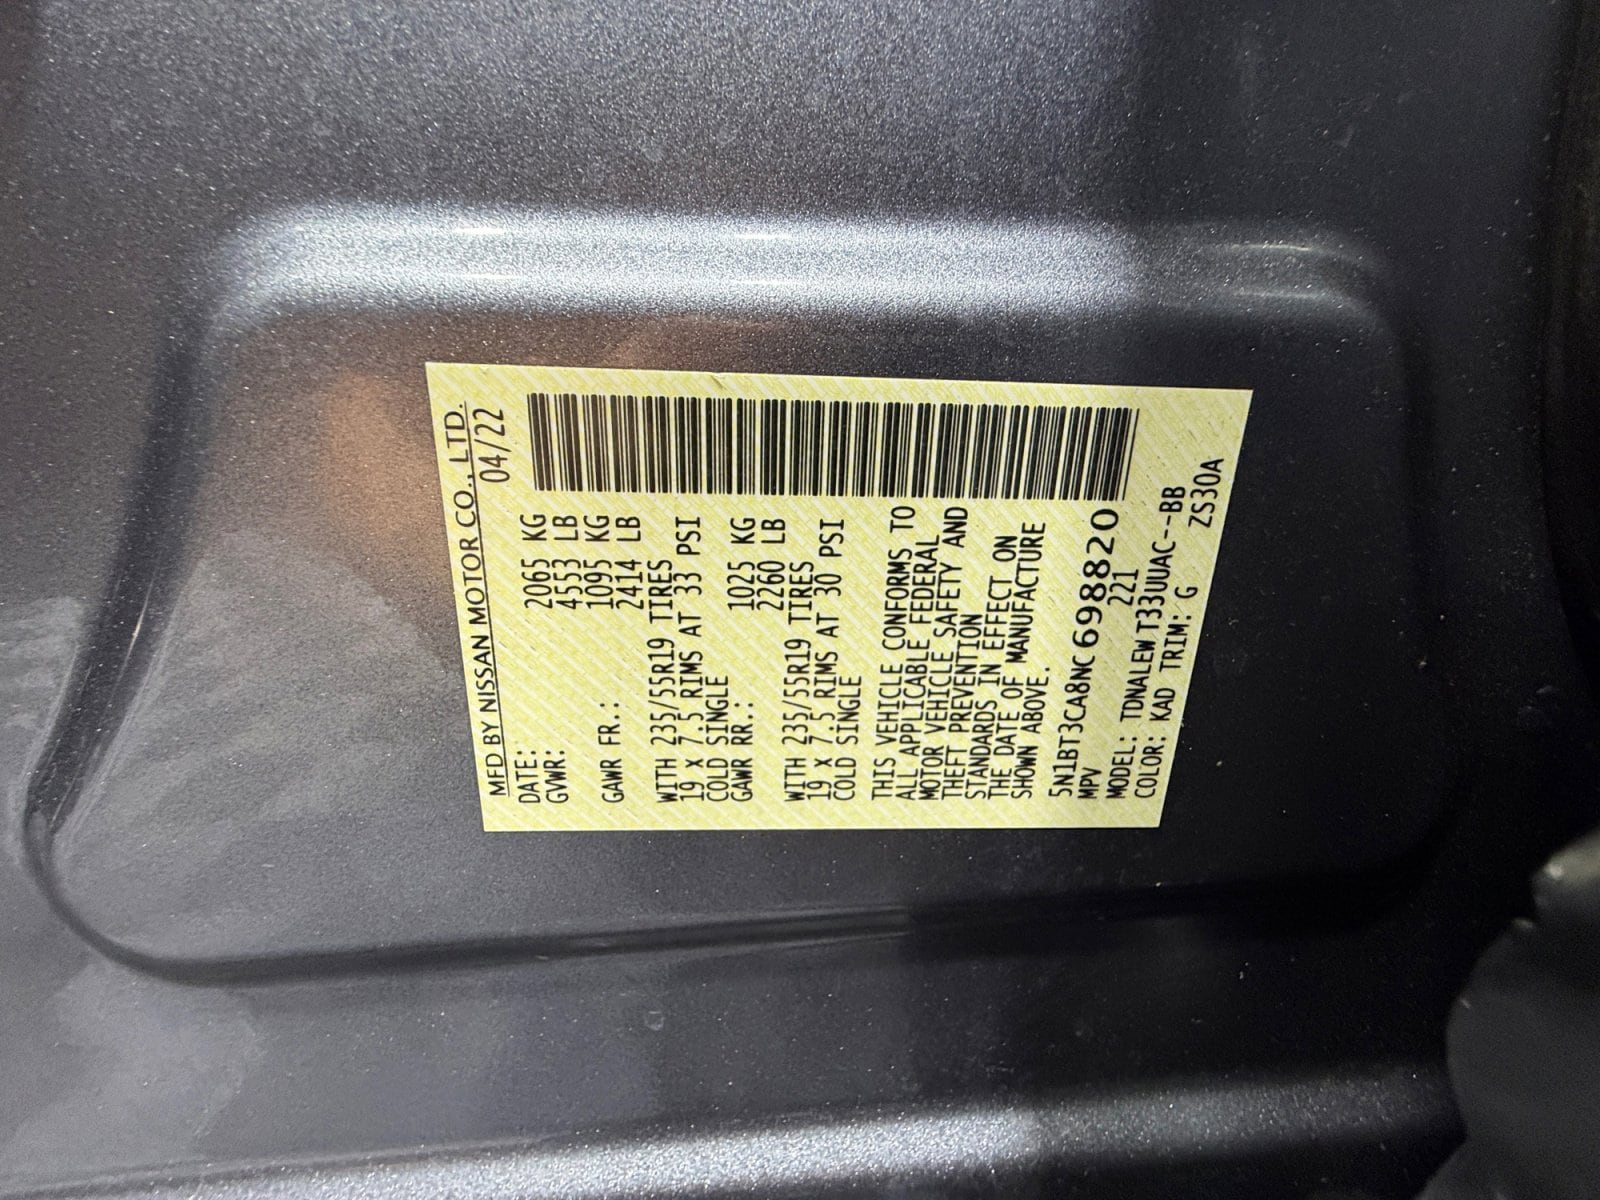 MFD BY NISSAN MOTOR CO., LTD.
DATE: 04/22
GVWR: 2065 KG
4553 LB
GAWR FR.: 1095 KG
2414 LB
WITH 235/55R19 TIRES
19 X 7.5 RIMS AT 33 PSI
COLD SINGLE
GAWR RR.: 1025 KG
2260 LB
WITH 235/55R19 TIRES
19 X 7.5 RIMS AT 30 PSI
COLD SINGLE
THIS VEHICLE CONFORMS TO
ALL APPLICABLE FEDERAL
MOTOR VEHICLE SAFETY AND
THEFT PREVENTION
STANDARDS IN EFFECT ON
THE DATE OF MANUFACTURE
SHOWN ABOVE.
5N1BT3CA8NC698820
MPV 221
MODEL: TDNALEWT33UUAC--BB
COLOR: KAD TRIM: G
ZS30A